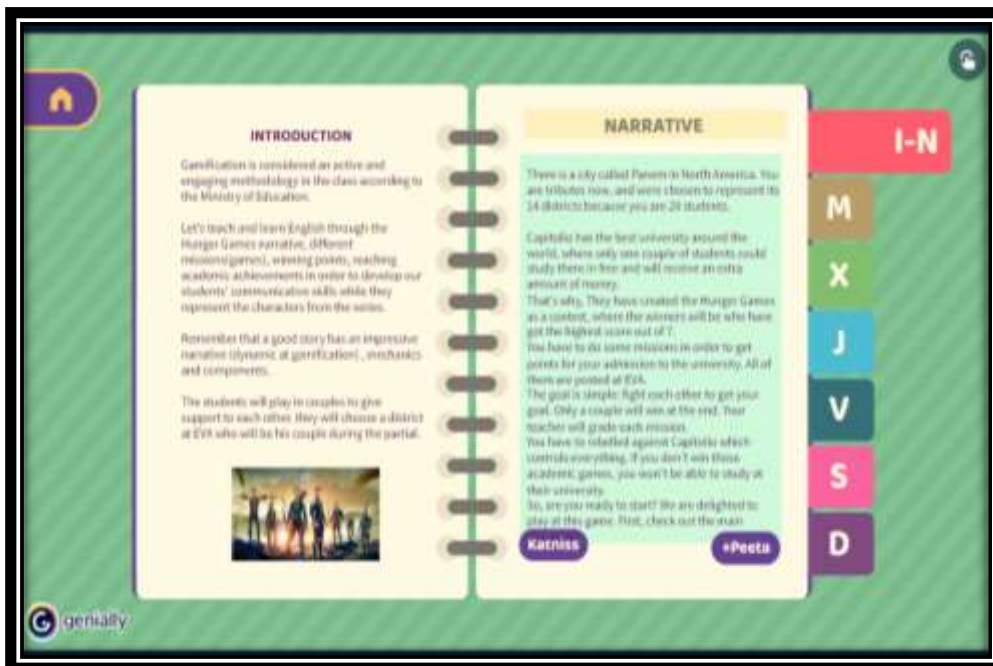 INTRODUCTION
Gamification is considered an active and
engaging methodology in the class according to
the Ministry of Education.
Let's teach and learn English through the
Hunger Games narrative, different
missions(games), winning points, reaching
academic achievements in order to develop our
students' communicative skills while they
represent the characters from the series.
Remember that a good story has an impressive
narrative (dynamic at gamification) , mechanics
and components.
The students will play in couples to give
support to each other. they will choose a district
at EVA who will be his couple during the partial.
NARRATIVE
There is a city called Panem in North America. You
are tributes now, and were chosen to represent its
14 districts because you are 28 students.
Capitolio has the best university around the
world, where only one couple of students could
study there in free and will receive an extra
amount of money.
That's why, They have created the Hunger Games
as a contest, where the winners will be who have
got the highest score out of 7.
You have to do some missions in order to get
points for your admission to the university. All of
them are posted at EVA.
The goal is simple: fight each other to get your
goal. Only a couple will win at the end. Your
teacher will grade each mission.
You have to rebelled against Capitolio which
controls everything. If you don't win these
academic games, you won't be able to study at
their university.
So, are you ready to start? We are delighted to
play at this game. First, check out the main
Katniss
+Peeta
I-N
M
X
J
V
S
D
genially